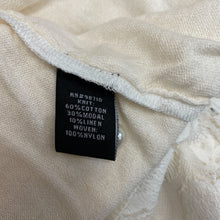 RN#98710
KNIT:
60%COTTON
30%MODAL
10%LINEN
WOVEN:
100%NYLON